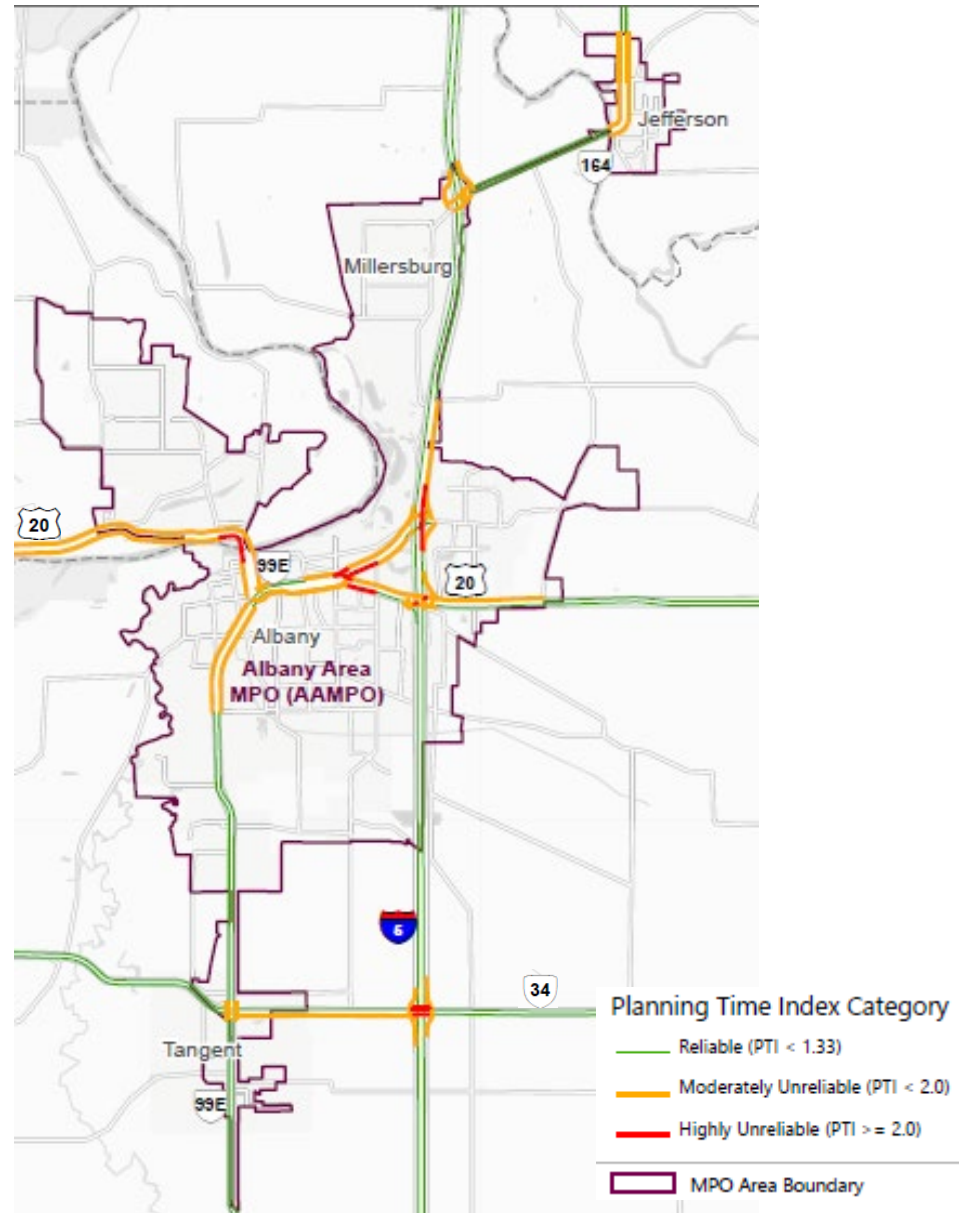 Jefferson
164
Millersburg
20
99E
20
Albany
Albany Area
MPO (AAMPO)
5
34
Tangent
99E
Planning Time Index Category
Reliable (PTI < 1.33)
Moderately Unreliable (PTI < 2.0)
Highly Unreliable (PTI >= 2.0)
MPO Area Boundary